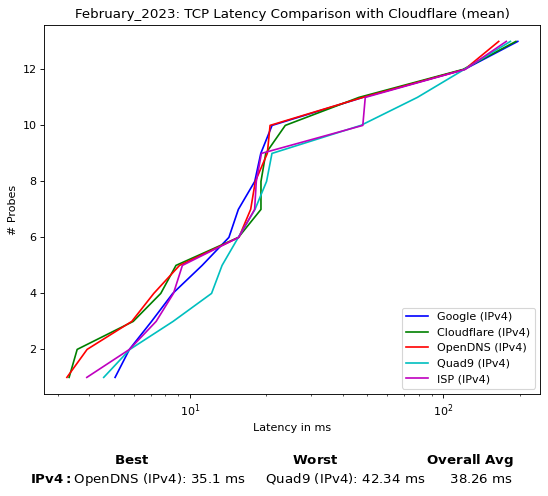 February_2023: TCP Latency Comparison with Cloudflare (mean)
# Probes
12
10
8
6
4
2
Google (IPv4)
Cloudflare (IPv4)
OpenDNS (IPv4)
Quad9 (IPv4)
ISP (IPv4)
10¹ 10²
Latency in ms
Best Worst Overall Avg
IPv4: OpenDNS (IPv4): 35.1 ms Quad9 (IPv4): 42.34 ms 38.26 ms